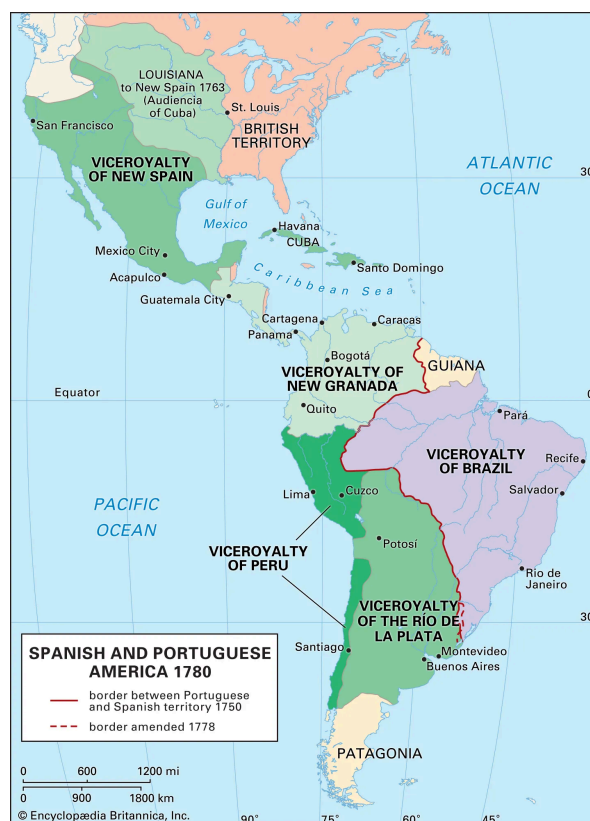 LOUISIANA
to New Spain 1763
(Audiencia
of Cuba)
St. Louis
BRITISH
TERRITORY
San Francisco
VICEROYALTY
OF NEW SPAIN
ATLANTIC
OCEAN
30
Gulf of
Mexico
Havana
CUBA
Mexico City
Acapulco
Santo Domingo
Caribbean Sea
Guatemala City
Cartagena
Caracas
Panama
Bogotá
VICEROYALTY OF
NEW GRANADA
GUIANA
Equator
0
Quito
Pará
VICEROYALTY
OF BRAZIL
Recife
Lima
Cuzco
Salvador
PACIFIC
OCEAN
Potosí
VICEROYALTY
OF PERU
Rio de
Janeiro
VICEROYALTY
OF THE RÍO DE
LA PLATA
30
Santiago
Montevideo
Buenos Aires
SPANISH AND PORTUGUESE
AMERICA 1780
border between Portuguese
and Spanish territory 1750
border amended 1778
PATAGONIA
0 600 1200 mi
0 900 1800 km
© Encyclopædia Britannica, Inc.
90° 75° 60° 45°